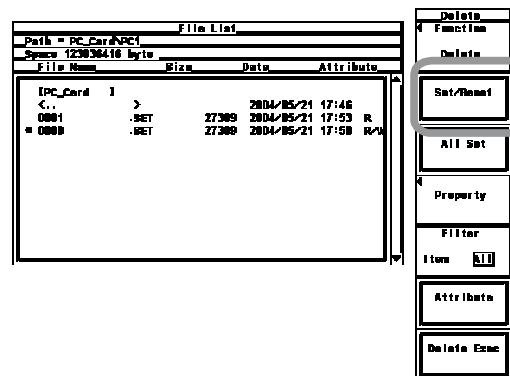 File List
Path = PC_Card\PC1
Space 123036416 byte
File Name Size Date Attribute
[PC_Card ]
<.. > 2004/05/21 17:46
0001 .SET 27309 2004/05/21 17:53 R
* 0000 .SET 27309 2004/05/21 17:50 R/W
Delete
Function
Delete
Set/Reset
All Set
Property
Filter
Item All
Attribute
Delete Exec